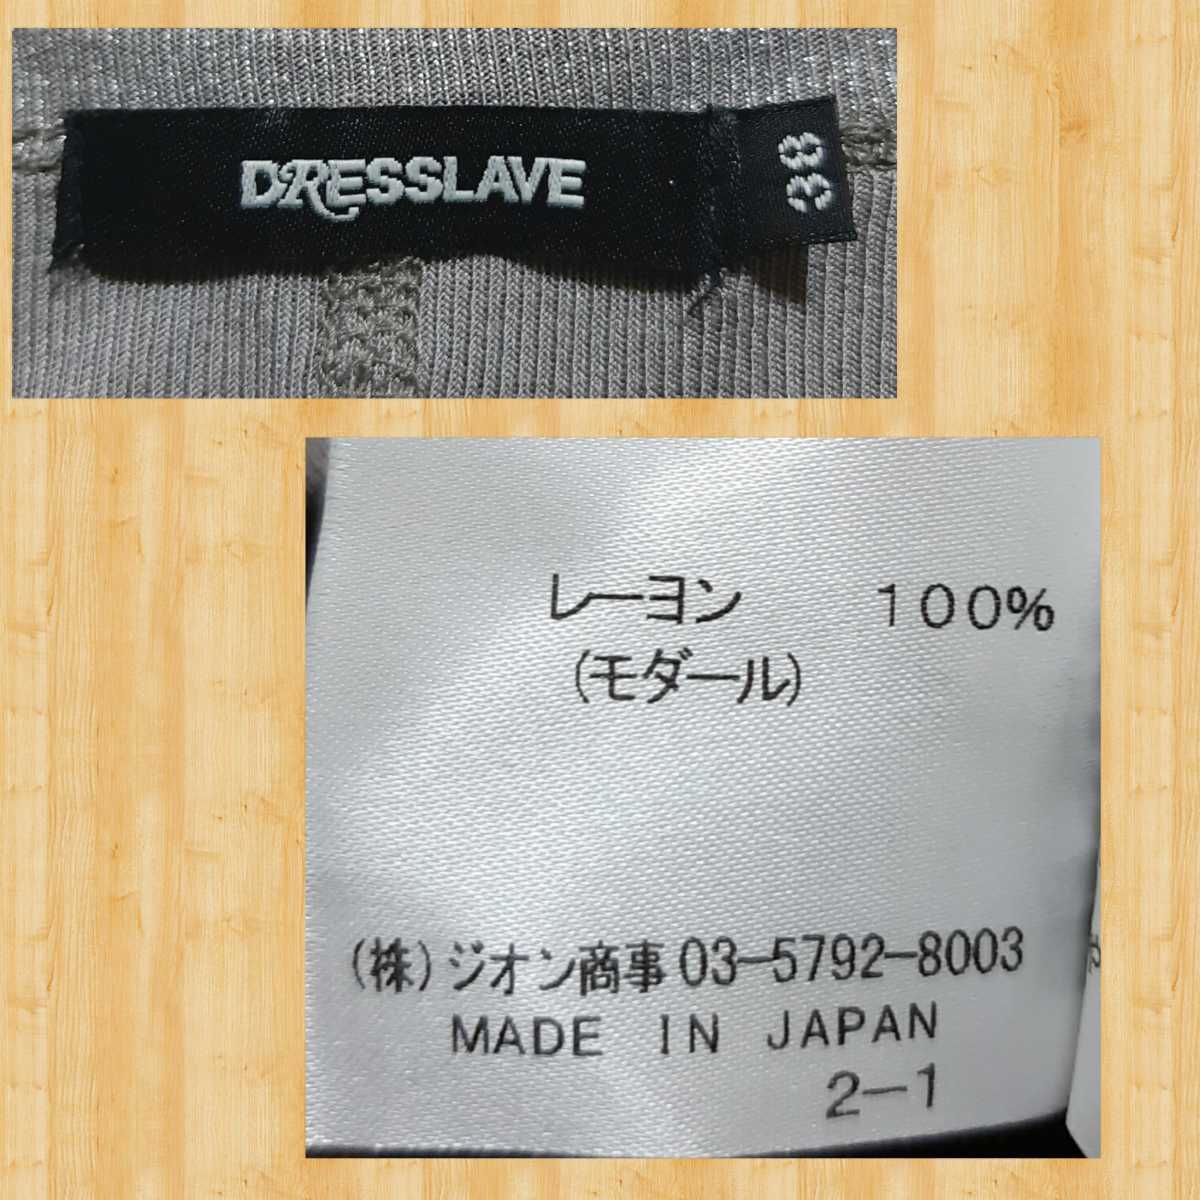 DRESSLAVE
38
レーヨン 100%
(モダール)
(株)ジオン商事 03-5792-8003
MADE IN JAPAN
2-1